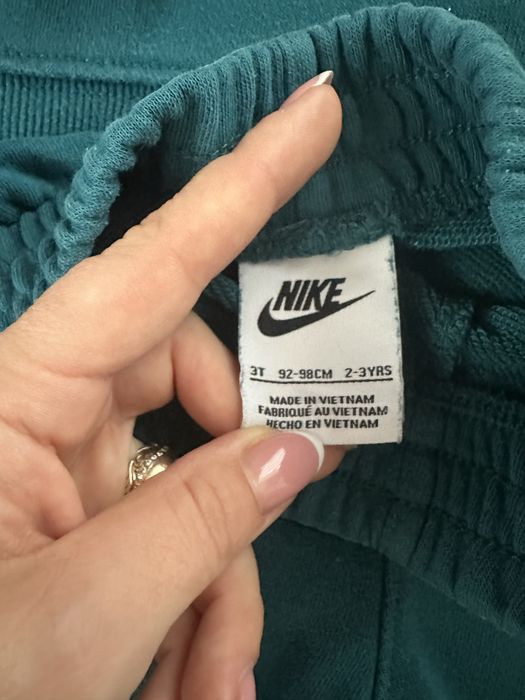 NIKE
3T 92-98CM 2-3YRS
MADE IN VIETNAM
FABRIQUÉ AU VIETNAM
HECHO EN VIETNAM